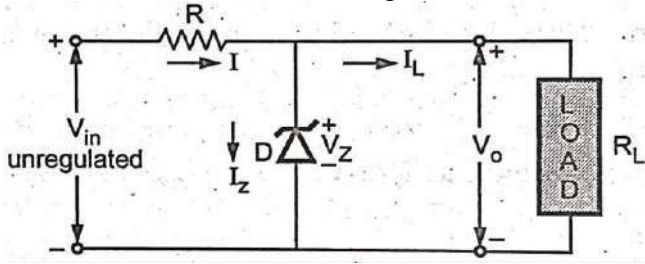 R
+ I I_L +
V_in
unregulated
D + V_Z –
I_z
V_o
LOAD
R_L
– –